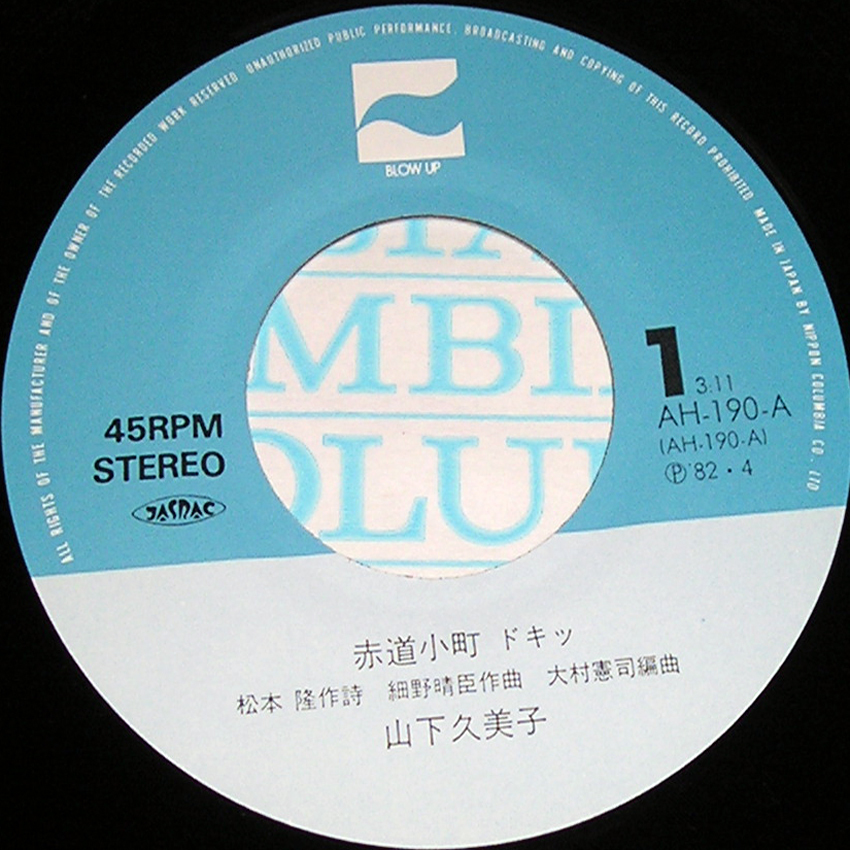 ALL RIGHTS OF THE MANUFACTURER AND OF THE OWNER OF THE RECORDED WORK RESERVED. UNAUTHORIZED PUBLIC PERFORMANCE. BROADCASTING AND COPYING OF THIS RECORD PROHIBITED. MADE IN JAPAN BY NIPPON COLUMBIA CO., LTD
BLOW UP
BIA
MBIA
OLU
1
3:11
AH-190-A
(AH-190-A)
Ⓟ'82・4
45RPM
STEREO
JASRAC
赤道小町 ドキッ
松本 隆作詩 細野晴臣作曲 大村憲司編曲
山下久美子